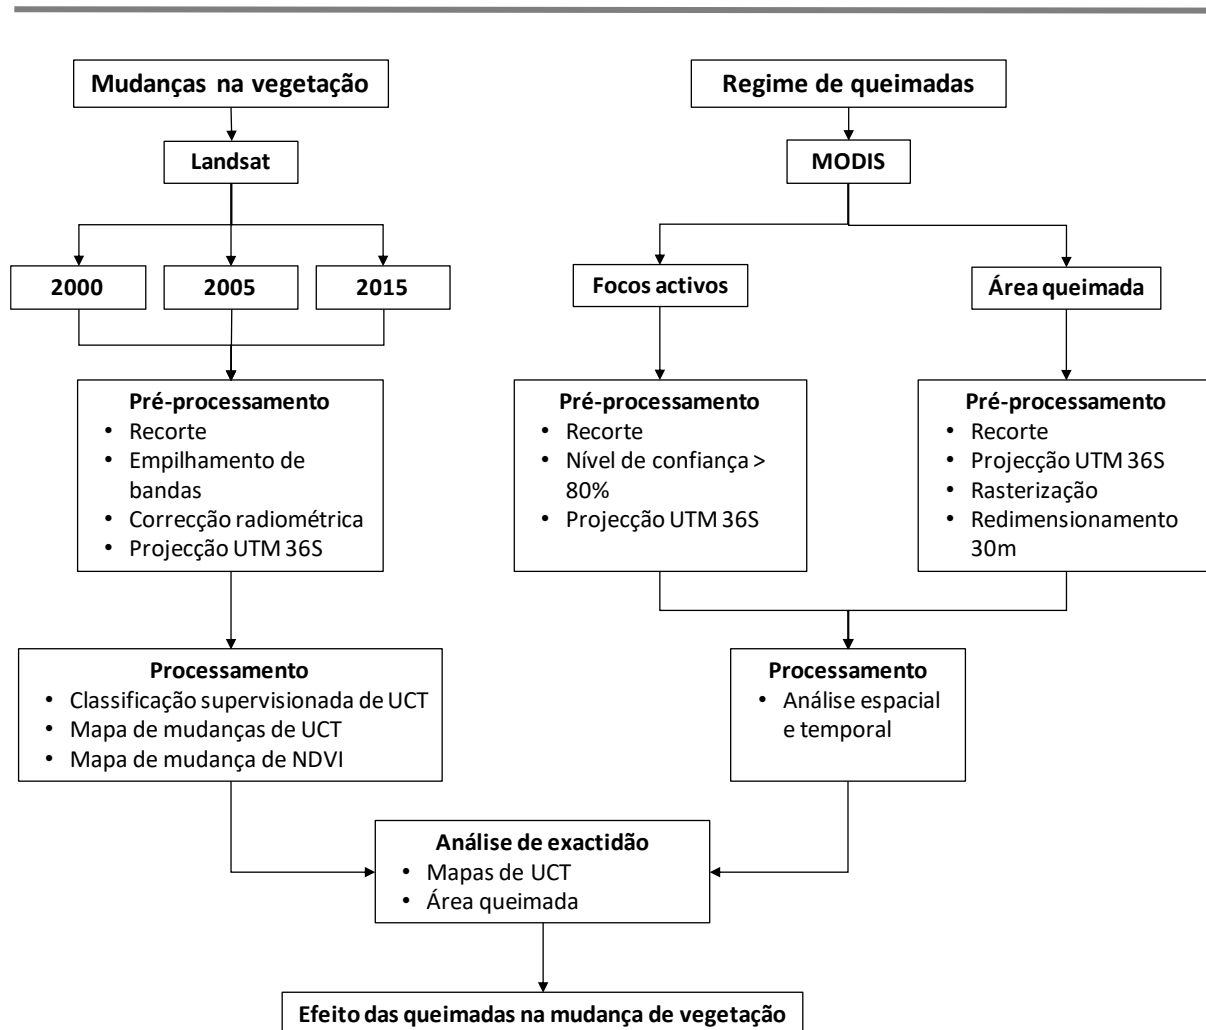 Mudanças na vegetação
Regime de queimadas
Landsat
MODIS
2000
2005
2015
Focos activos
Área queimada
Pré-processamento
• Recorte
• Empilhamento de
bandas
• Correcção radiométrica
• Projecção UTM 36S
Pré-processamento
• Recorte
• Nível de confiança >
80%
• Projecção UTM 36S
Pré-processamento
• Recorte
• Projecção UTM 36S
• Rasterização
• Redimensionamento
30m
Processamento
• Classificação supervisionada de UCT
• Mapa de mudanças de UCT
• Mapa de mudança de NDVI
Processamento
• Análise espacial
e temporal
Análise de exactidão
• Mapas de UCT
• Área queimada
Efeito das queimadas na mudança de vegetação